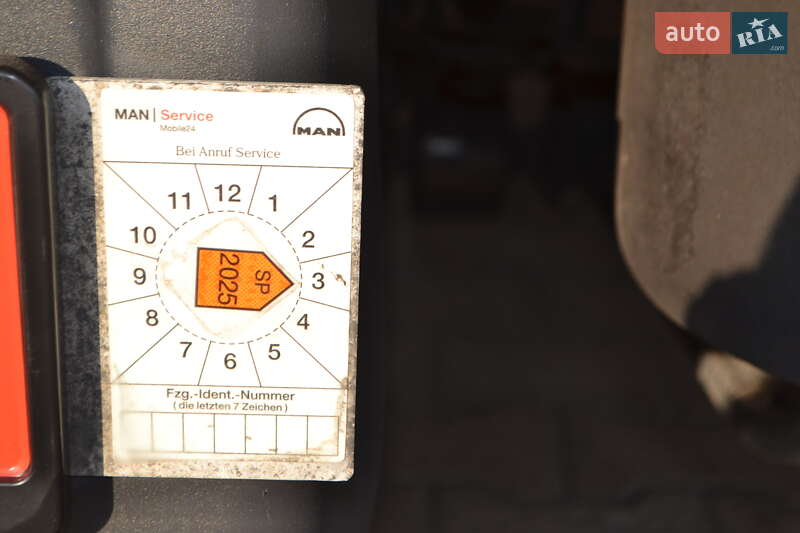 auto RIA .com
MAN | Service
Mobile24
MAN
Bei Anruf Service
12
1
2
3
4
5
6
7
8
9
10
11
SP
2025
Fzg.-Ident.-Nummer
(die letzten 7 Zeichen)